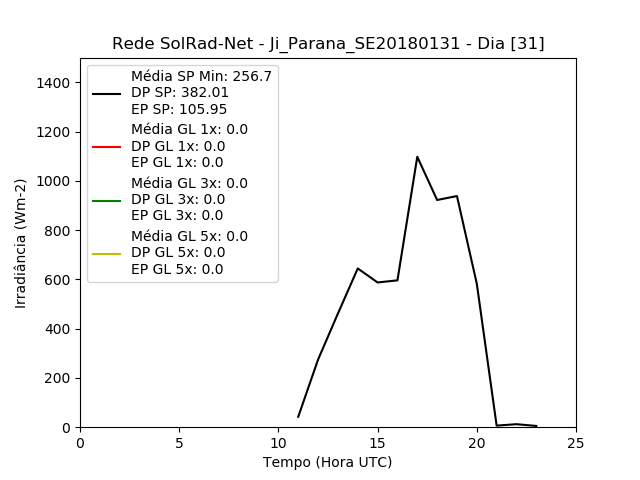 Rede SolRad-Net - Ji_Parana_SE20180131 - Dia [31]
Média SP Min: 256.7
DP SP: 382.01
EP SP: 105.95
Média GL 1x: 0.0
DP GL 1x: 0.0
EP GL 1x: 0.0
Média GL 3x: 0.0
DP GL 3x: 0.0
EP GL 3x: 0.0
Média GL 5x: 0.0
DP GL 5x: 0.0
EP GL 5x: 0.0
Irradiância (Wm-2)
1400
1200
1000
800
600
400
200
0
0 5 10 15 20 25
Tempo (Hora UTC)